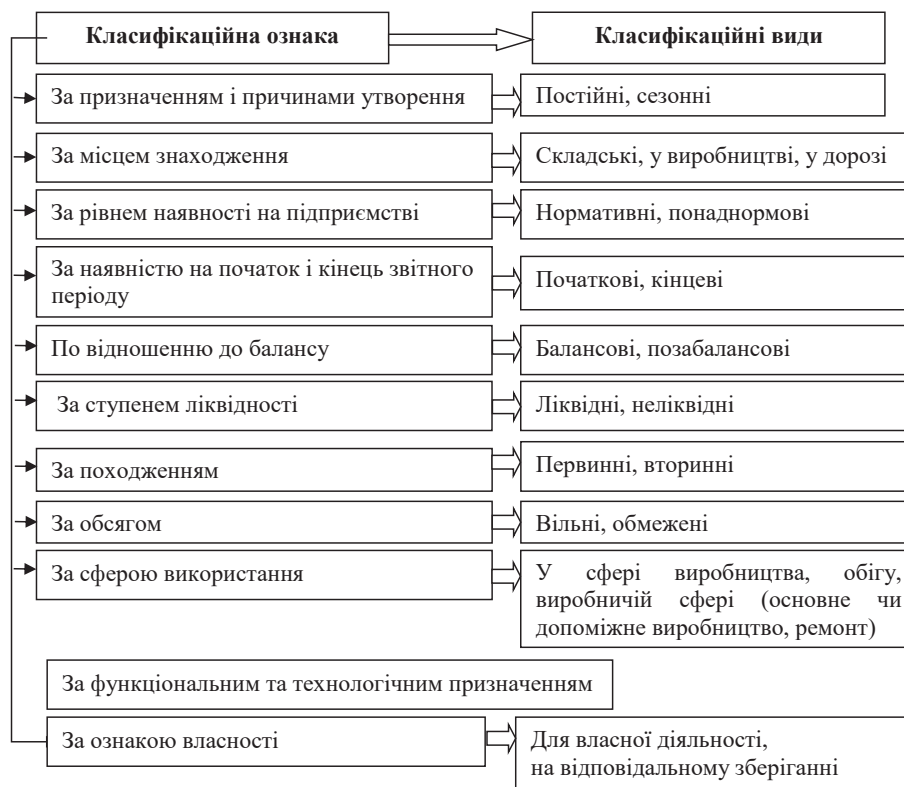 Класифікаційна ознака
Класифікаційні види
За призначенням і причинами утворення
Постійні, сезонні
За місцем знаходження
Складські, у виробництві, у дорозі
За рівнем наявності на підприємстві
Нормативні, понаднормові
За наявністю на початок і кінець звітного
періоду
Початкові, кінцеві
По відношенню до балансу
Балансові, позабалансові
За ступенем ліквідності
Ліквідні, неліквідні
За походженням
Первинні, вторинні
За обсягом
Вільні, обмежені
За сферою використання
У сфері виробництва, обігу,
виробничій сфері (основне чи
допоміжне виробництво, ремонт)
За функціональним та технологічним призначенням
За ознакою власності
Для власної діяльності,
на відповідальному зберіганні